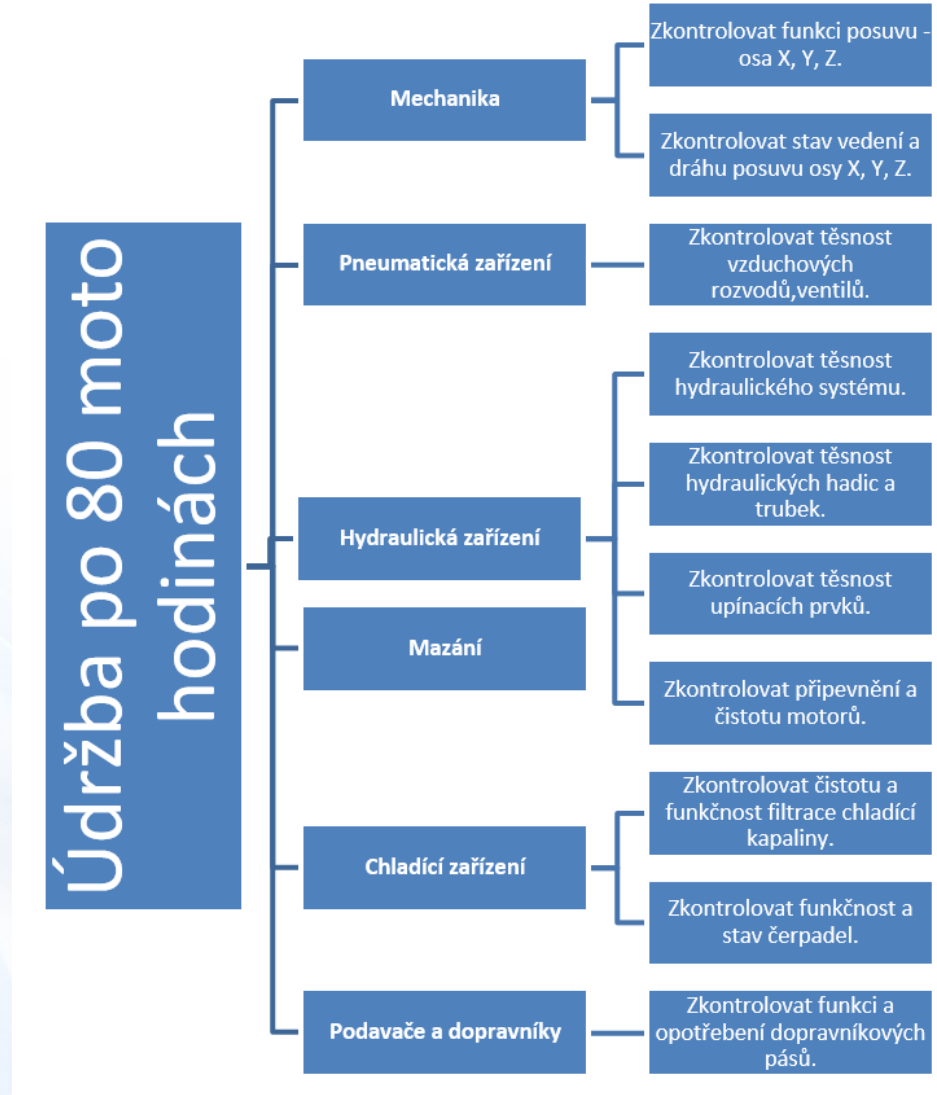 Údržba po 80 moto
hodinách
Mechanika
Zkontrolovat funkci posuvu -
osa X, Y, Z.
Zkontrolovat stav vedení a
dráhu posuvu osy X, Y, Z.
Pneumatická zařízení
Zkontrolovat těsnost
vzduchových
rozvodů,ventilů.
Hydraulická zařízení
Zkontrolovat těsnost
hydraulického systému.
Zkontrolovat těsnost
hydraulických hadic a
trubek.
Zkontrolovat těsnost
upínacích prvků.
Zkontrolovat připevnění a
čistotu motorů.
Mazání
Chladící zařízení
Zkontrolovat čistotu a
funkčnost filtrace chladící
kapaliny.
Zkontrolovat funkčnost a
stav čerpadel.
Podavače a dopravníky
Zkontrolovat funkci a
opotřebení dopravníkových
pásů.